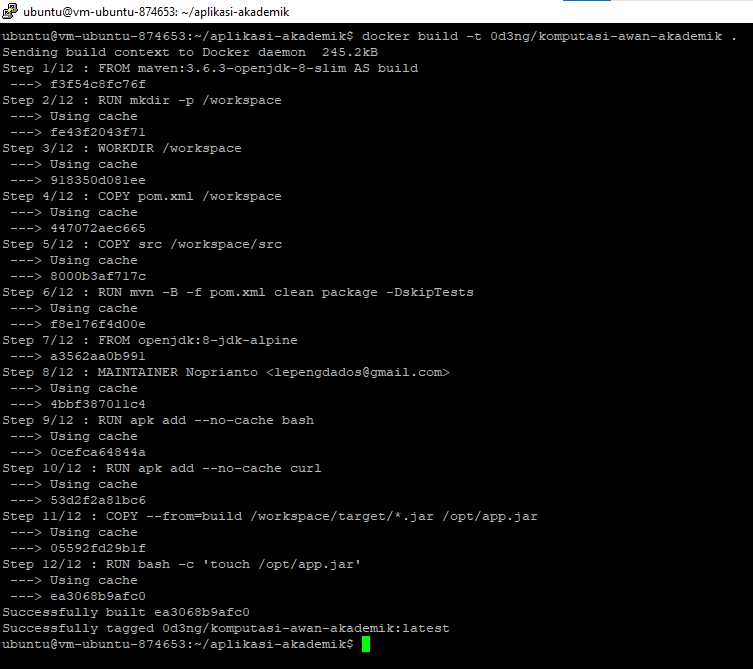 ubuntu@vm-ubuntu-874653: ~/aplikasi-akademik
ubuntu@vm-ubuntu-874653:~/aplikasi-akademik$ docker build -t 0d3ng/komputasi-awan-akademik .
Sending build context to Docker daemon  245.2kB
Step 1/12 : FROM maven:3.6.3-openjdk-8-slim AS build
 ---> f3f54c8fc76f
Step 2/12 : RUN mkdir -p /workspace
 ---> Using cache
 ---> fe43f2043f71
Step 3/12 : WORKDIR /workspace
 ---> Using cache
 ---> 918350d081ee
Step 4/12 : COPY pom.xml /workspace
 ---> Using cache
 ---> 447072aec665
Step 5/12 : COPY src /workspace/src
 ---> Using cache
 ---> 8000b3af717c
Step 6/12 : RUN mvn -B -f pom.xml clean package -DskipTests
 ---> Using cache
 ---> f8e176f4d00e
Step 7/12 : FROM openjdk:8-jdk-alpine
 ---> a3562aa0b991
Step 8/12 : MAINTAINER Noprianto <lepengdados@gmail.com>
 ---> Using cache
 ---> 4bbf387011c4
Step 9/12 : RUN apk add --no-cache bash
 ---> Using cache
 ---> 0cefca64844a
Step 10/12 : RUN apk add --no-cache curl
 ---> Using cache
 ---> 53d2f2a81bc6
Step 11/12 : COPY --from=build /workspace/target/*.jar /opt/app.jar
 ---> Using cache
 ---> 05592fd29b1f
Step 12/12 : RUN bash -c 'touch /opt/app.jar'
 ---> Using cache
 ---> ea3068b9afc0
Successfully built ea3068b9afc0
Successfully tagged 0d3ng/komputasi-awan-akademik:latest
ubuntu@vm-ubuntu-874653:~/aplikasi-akademik$